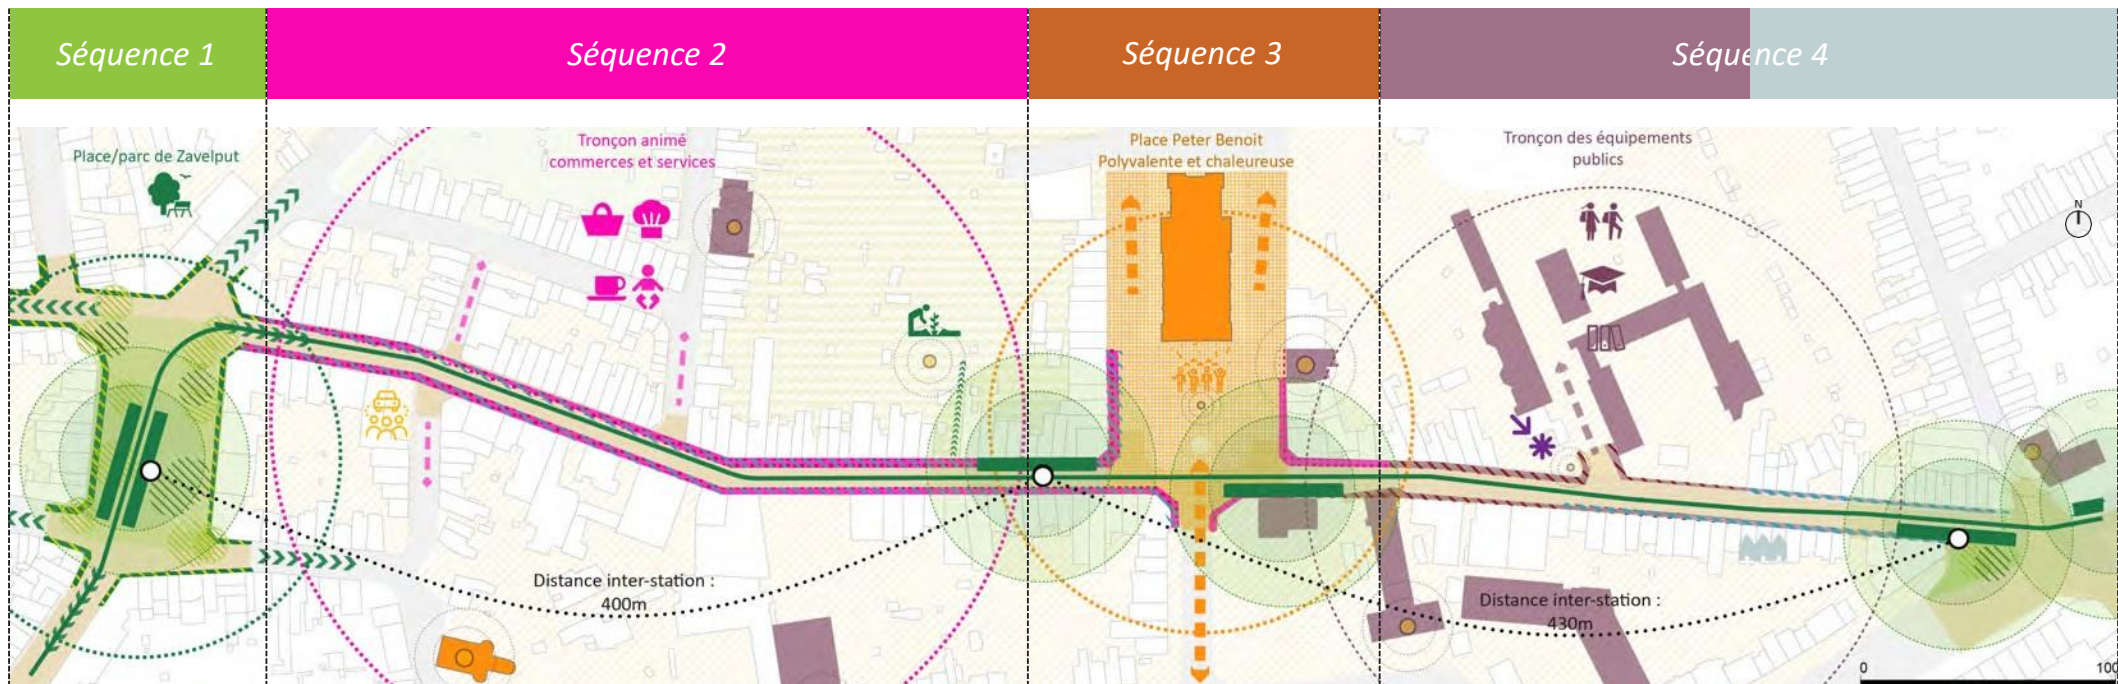 Séquence 1
Séquence 2
Séquence 3
Séquence 4
Place/parc de Zavelput
Tronçon animé
commerces et services
Place Peter Benoit
Polyvalente et chaleureuse
Tronçon des équipements
publics
N
Distance inter-station :
400m
Distance inter-station :
430m
0
100